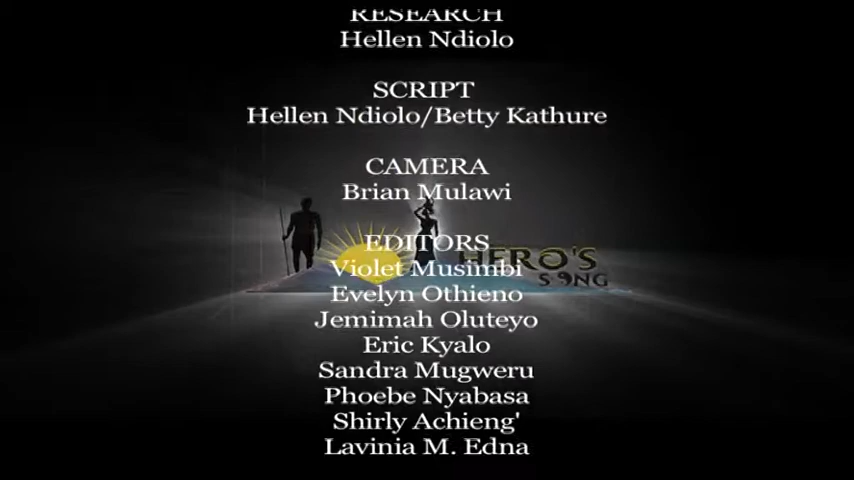 RESEARCH
Hellen Ndiolo
SCRIPT
Hellen Ndiolo/Betty Kathure
CAMERA
Brian Mulawi
EDITORS
Violet Musimbi
Evelyn Othieno
Jemimah Oluteyo
Eric Kyalo
Sandra Mugweru
Phoebe Nyabasa
Shirly Achieng'
Lavinia M. Edna
HERO'S
SONG